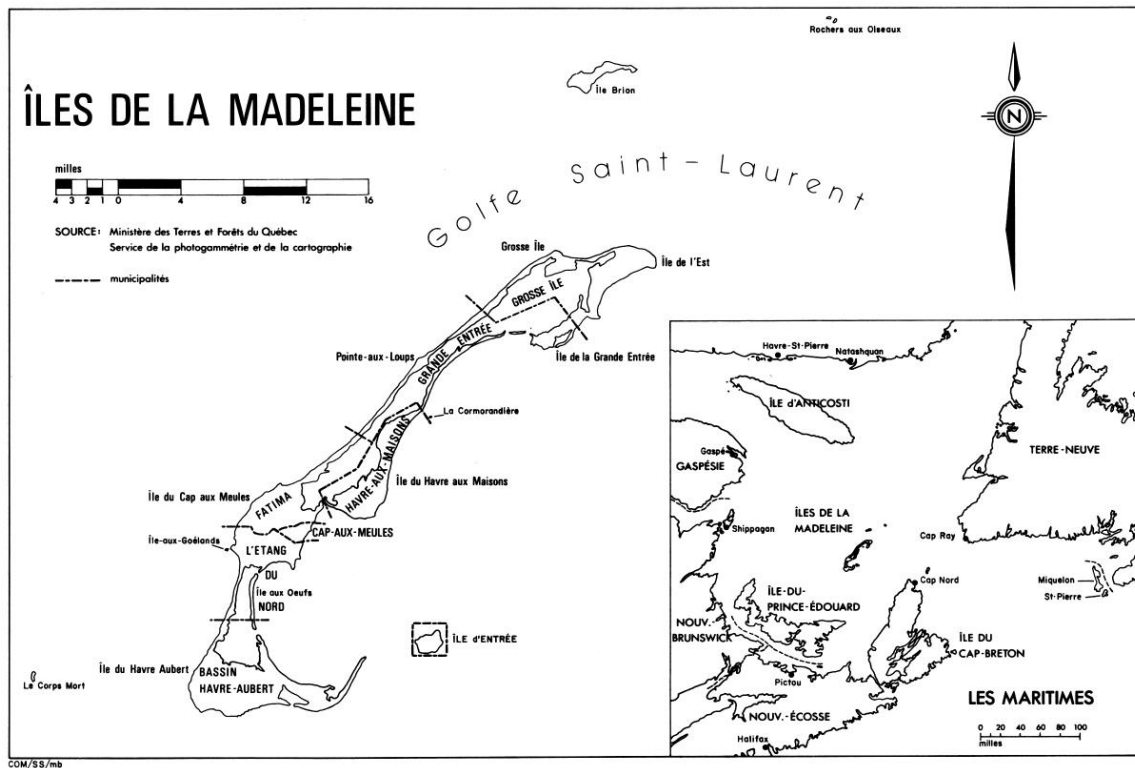 Rochers aux Oiseaux
Île Brion
ÎLES DE LA MADELEINE
N
Golfe Saint-Laurent
milles
4 3 2 1 0 4 8 12 16
SOURCE: Ministère des Terres et Forêts du Québec
Service de la photogammétrie et de la cartographie
municipalités
Grosse Île
Île de l'Est
GROSSE ÎLE
GRANDE ENTRÉE
Pointe-aux-Loups
Île de la Grande Entrée
La Cormorandière
HAVRE-AUX-MAISONS
Île du Havre aux Maisons
Île du Cap aux Meules
FATIMA
CAP-AUX-MEULES
Île-aux-Goélands
L'ETANG
DU
Île aux Oeufs
NORD
ÎLE d'ENTRÉE
Île du Havre Aubert
BASSIN
HAVRE-AUBERT
Le Corps Mort
Havre-St-Pierre
Natashquan
ÎLE d'ANTICOSTI
Gaspé
GASPÉSIE
TERRE-NEUVE
ÎLES DE LA
MADELEINE
Shippagan
Cap Ray
Cap Nord
Miquelon
St-Pierre
ÎLE-DU-
PRINCE-ÉDOUARD
NOUV.-
BRUNSWICK
ÎLE DU
CAP-BRETON
Pictou
LES MARITIMES
NOUV.-ÉCOSSE
0 20 40 60 80 100
milles
Halifax
COM/SS/mb